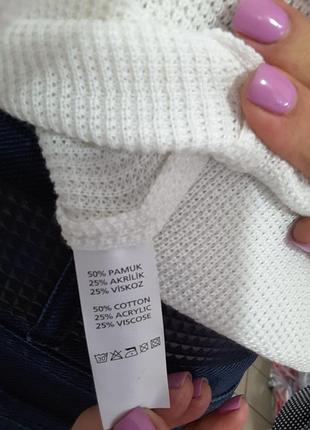 50% PAMUK
25% AKRİLİK
25% VİSKOZ
50% COTTON
25% ACRYLIC
25% VISCOSE